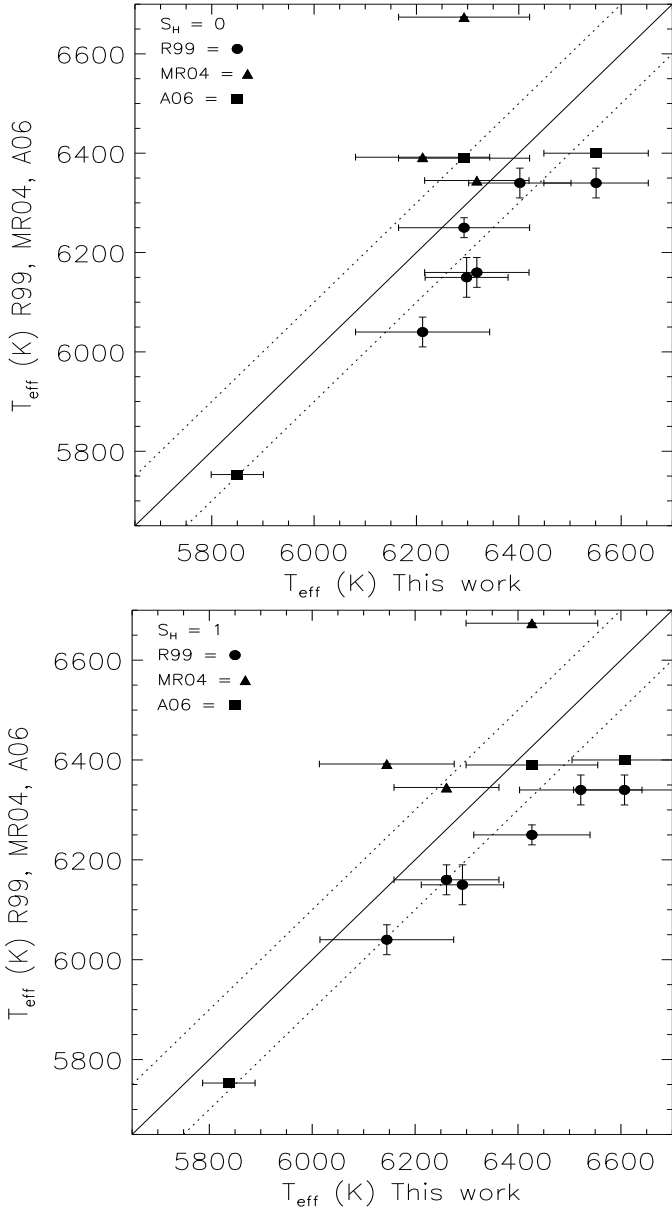 S_H = 0
R99 = ●
MR04 = ▲
A06 = ■
6600
6400
6200
6000
5800
T_eff (K) R99, MR04, A06
5800 6000 6200 6400 6600
T_eff (K) This work
S_H = 1
R99 = ●
MR04 = ▲
A06 = ■
6600
6400
6200
6000
5800
T_eff (K) R99, MR04, A06
5800 6000 6200 6400 6600
T_eff (K) This work